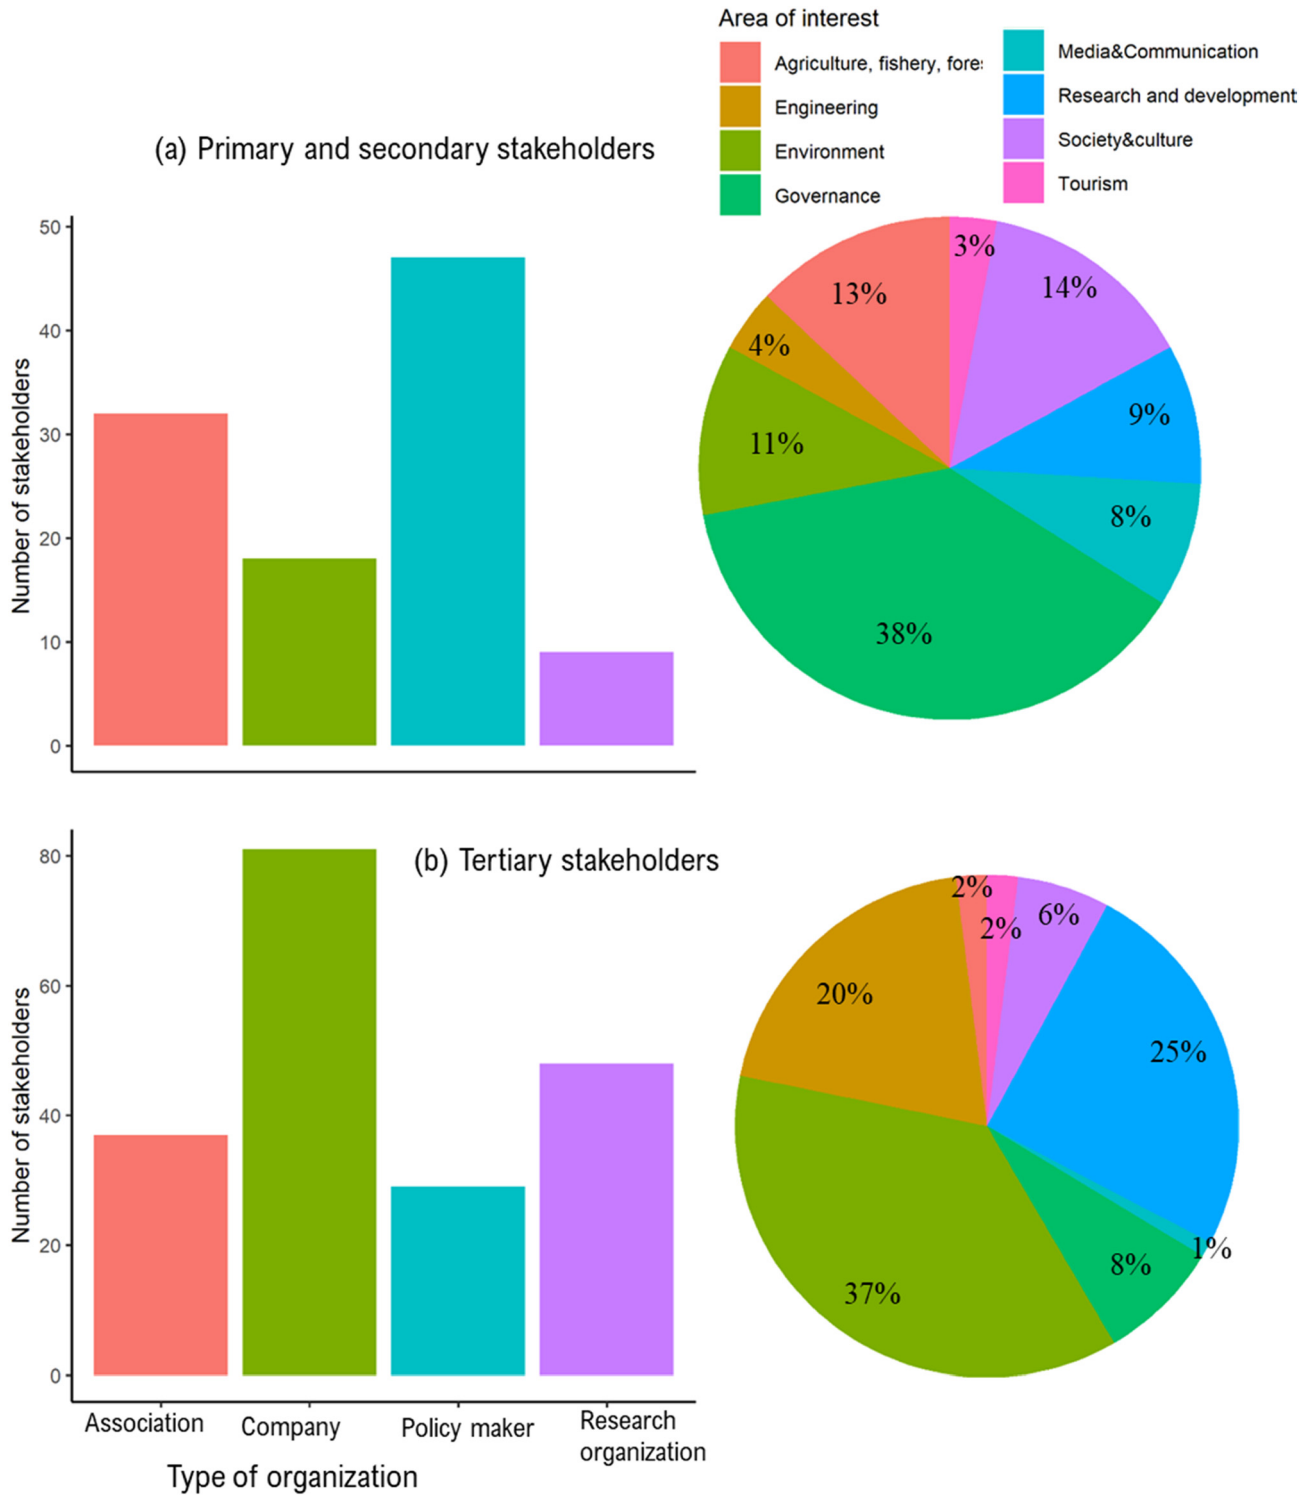 Area of interest
Agriculture, fishery, fore
Engineering
Environment
Governance
Media&Communication
Research and development
Society&culture
Tourism
(a) Primary and secondary stakeholders
Number of stakeholders
50
40
30
20
10
0
3%
14%
9%
8%
38%
11%
4%
13%
(b) Tertiary stakeholders
Number of stakeholders
80
60
40
20
0
2%
2%
6%
25%
1%
8%
37%
20%
Association
Company
Policy maker
Research
organization
Type of organization